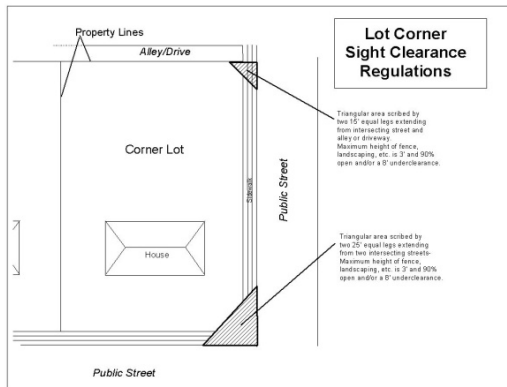 Lot Corner
Sight Clearance
Regulations
Property Lines
Alley/Drive
Triangular area scribed by
two 15' equal legs extending
from intersecting street and
alley or driveway.
Maximum height of fence,
landscaping, etc. is 3' and 90%
open and/or a 8' underclearance.
Corner Lot
Sidewalk
Public Street
House
Triangular area scribed by
two 25' equal legs extending
from two intersecting streets-
Maximum height of fence,
landscaping, etc. is 3' and 90%
open and/or a 8' underclearance.
Public Street